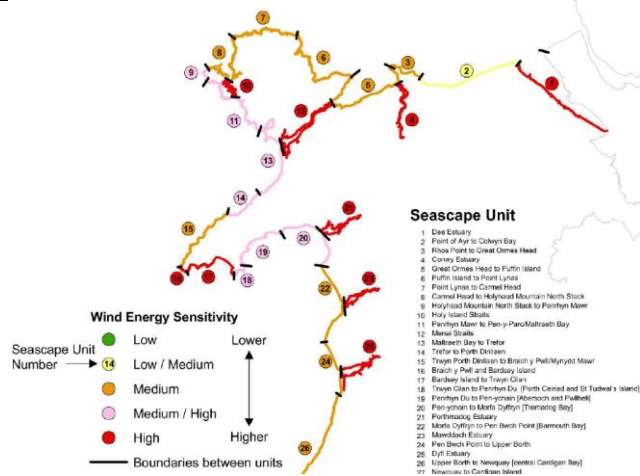 7
8
6
9
3
10
5
2
1
11
12
4
13
14
15
21
20
19
16
17
18
Seascape Unit
1 Dee Estuary
2 Point of Ayr to Colwyn Bay
3 Rhos Point to Great Ormes Head
4 Conwy Estuary
5 Great Ormes Head to Puffin Island
6 Puffin Island to Point Lynas
7 Point Lynas to Carmel Head
8 Carmel Head to Holyhead Mountain North Stack
9 Holyhead Mountain North Stack to Penrhyn Mawr
10 Holy Island Straits
11 Penrhyn Mawr to Pen-y-Parc/Maltraeth Bay
12 Menai Straits
13 Maltraeth Bay to Trefor
14 Trefor to Porth Dinllaen
15 Trwyn Porth Dinllaen to Braich y Pwll/Mynydd Mawr
16 Braich y Pwll and Bardsey Island
17 Bardsey Island to Trwyn Cilan
18 Trwyn Cilan to Penrhyn Du [Porth Ceiriad and St Tudwal's Island]
19 Penrhyn Du to Pen-ychain [Abersoch and Pwllheli]
20 Pen-ychain to Morfa Dyffryn [Tremadog Bay]
21 Porthmadog Estuary
22 Morfa Dyffryn to Pen Bwch Point [Barmouth Bay]
23 Mawddach Estuary
24 Pen Bwch Point to Upper Borth
25 Dyfi Estuary
26 Upper Borth to Newquay [central Cardigan Bay]
27 Newquay to Cardigan Island
22
23
24
25
26
Wind Energy Sensitivity
Low Lower
Seascape Unit Number 14 Low / Medium
Medium
Medium / High
High Higher
Boundaries between units